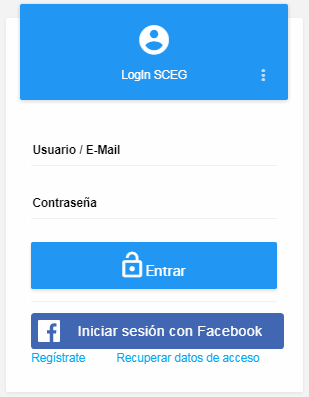 LogIn SCEG
Usuario / E-Mail
Contraseña
Entrar
Iniciar sesión con Facebook
Regístrate Recuperar datos de acceso